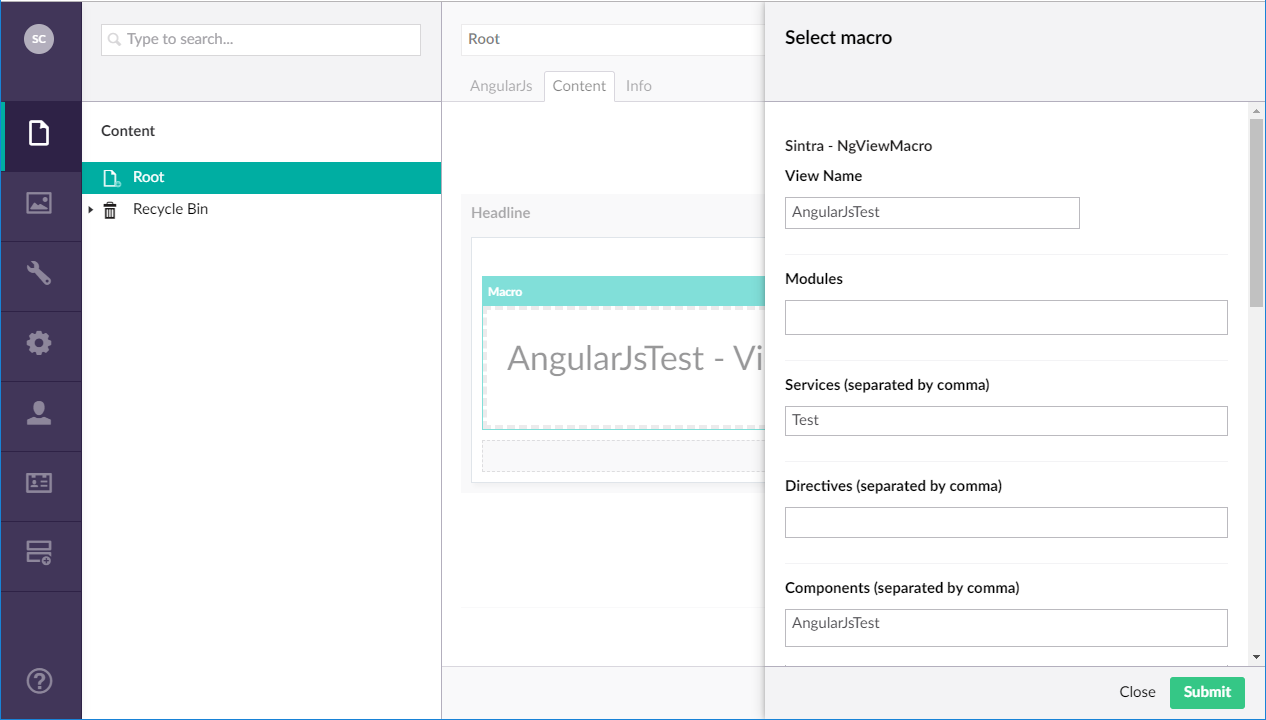 SC
Type to search...
Content
Root
Recycle Bin
Root
AngularJs Content Info
Headline
Macro
AngularJsTest - Vi
Select macro
Sintra - NgViewMacro
View Name
AngularJsTest
Modules
Services (separated by comma)
Test
Directives (separated by comma)
Components (separated by comma)
AngularJsTest
Close Submit